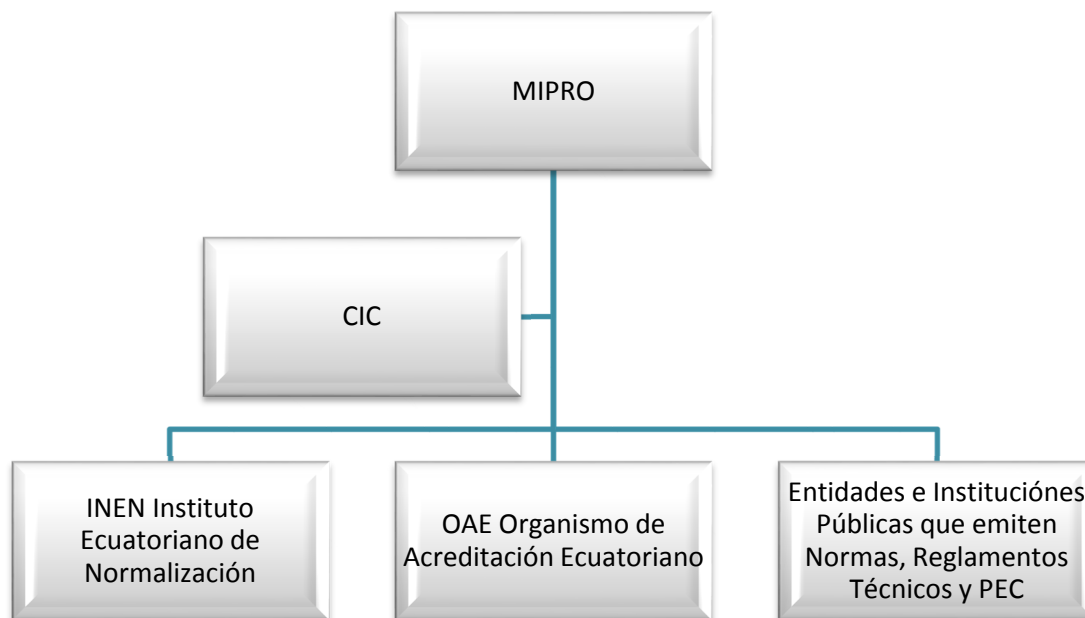 MIPRO
CIC
INEN Instituto
Ecuatoriano de
Normalización
OAE Organismo de
Acreditación Ecuatoriano
Entidades e Instituciónes
Públicas que emiten
Normas, Reglamentos
Técnicos y PEC